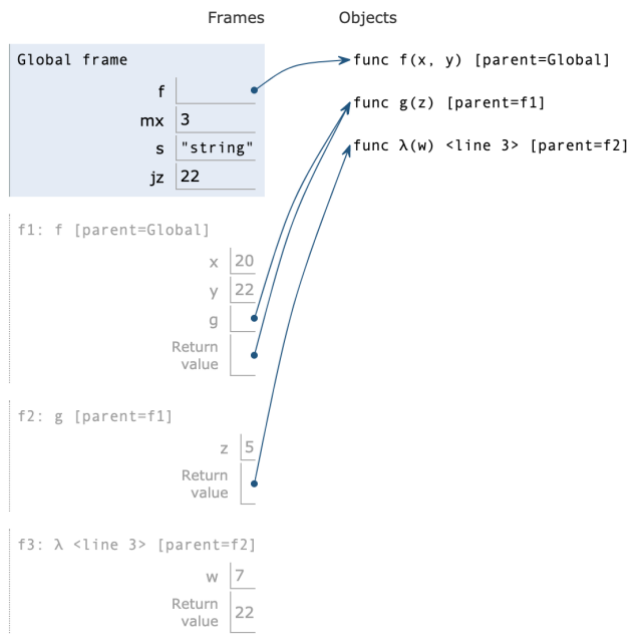 Frames Objects
Global frame
f
mx 3
s "string"
jz 22
func f(x, y) [parent=Global]
func g(z) [parent=f1]
func λ(w) <line 3> [parent=f2]
f1: f [parent=Global]
x 20
y 22
g
Return
value
f2: g [parent=f1]
z 5
Return
value
f3: λ <line 3> [parent=f2]
w 7
Return
value 22